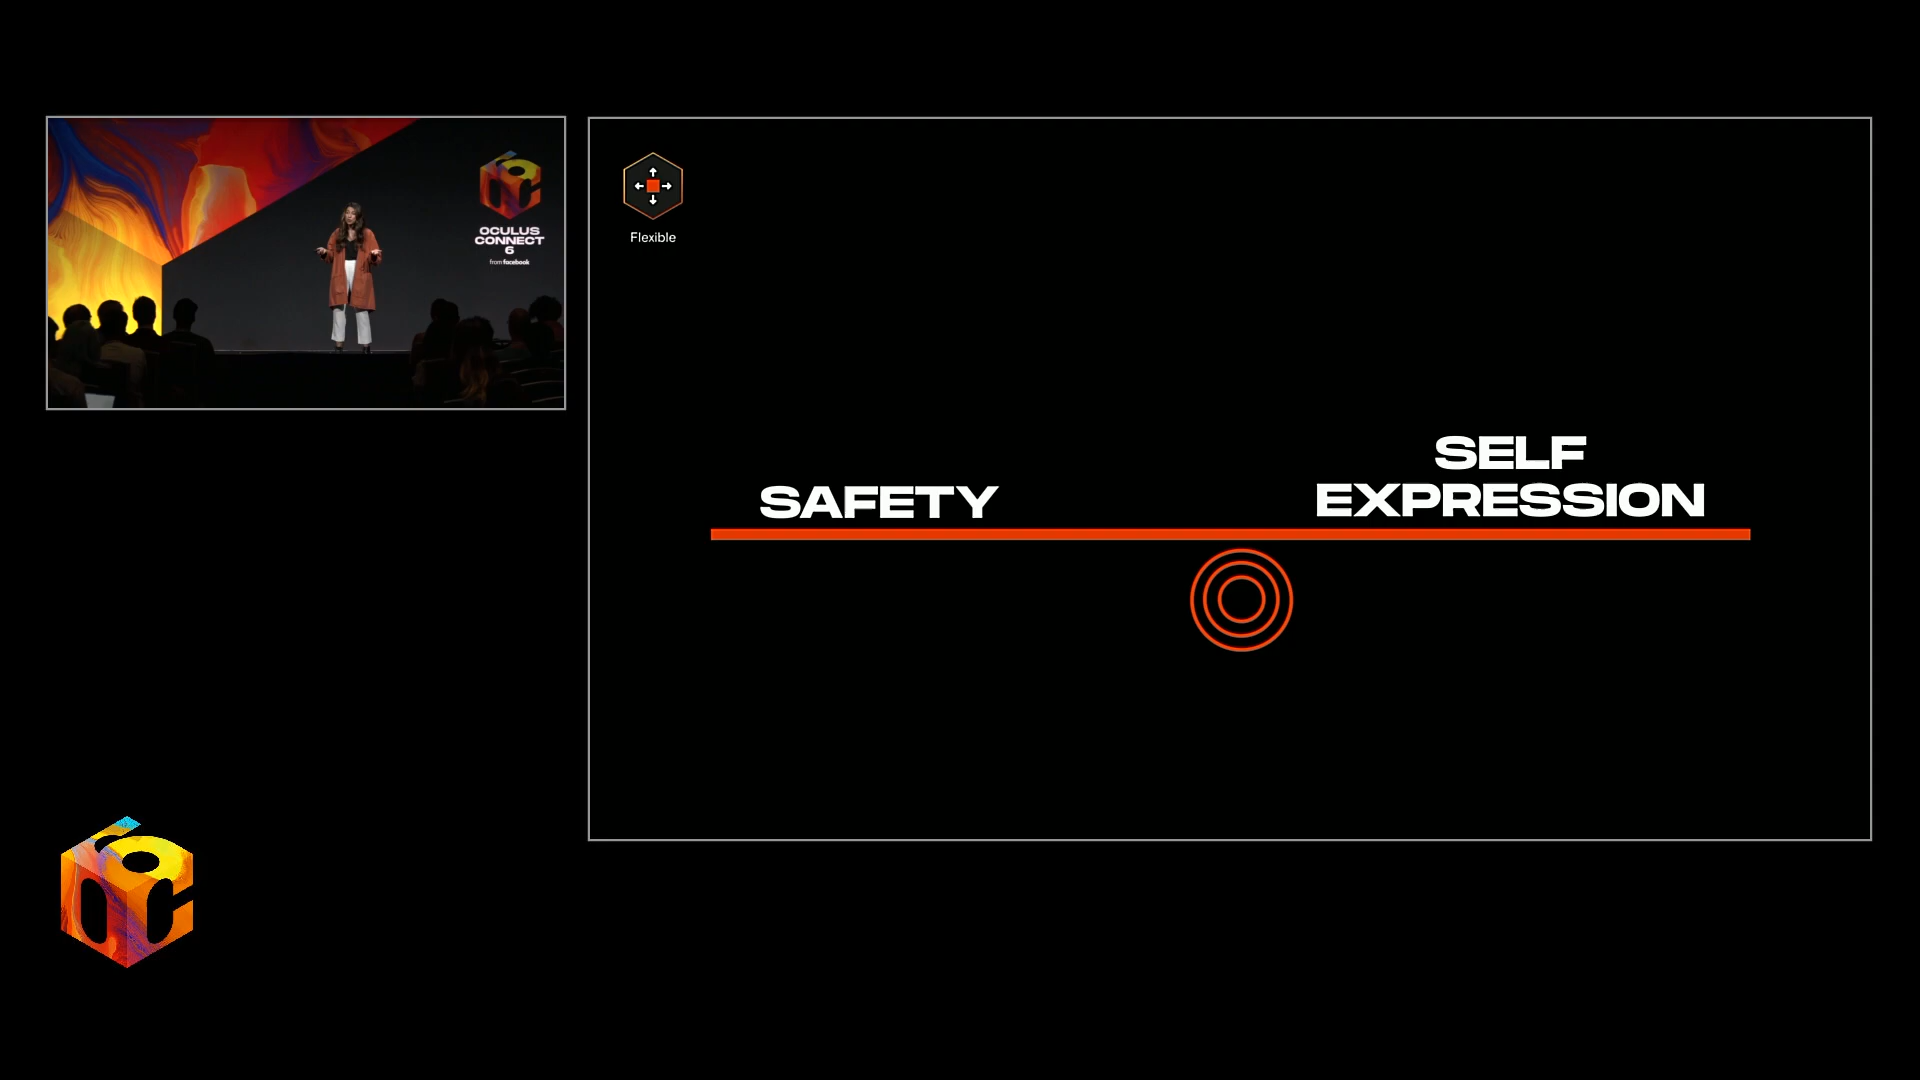 OCULUS
CONNECT
6
from facebook
Flexible
SAFETY
SELF
EXPRESSION